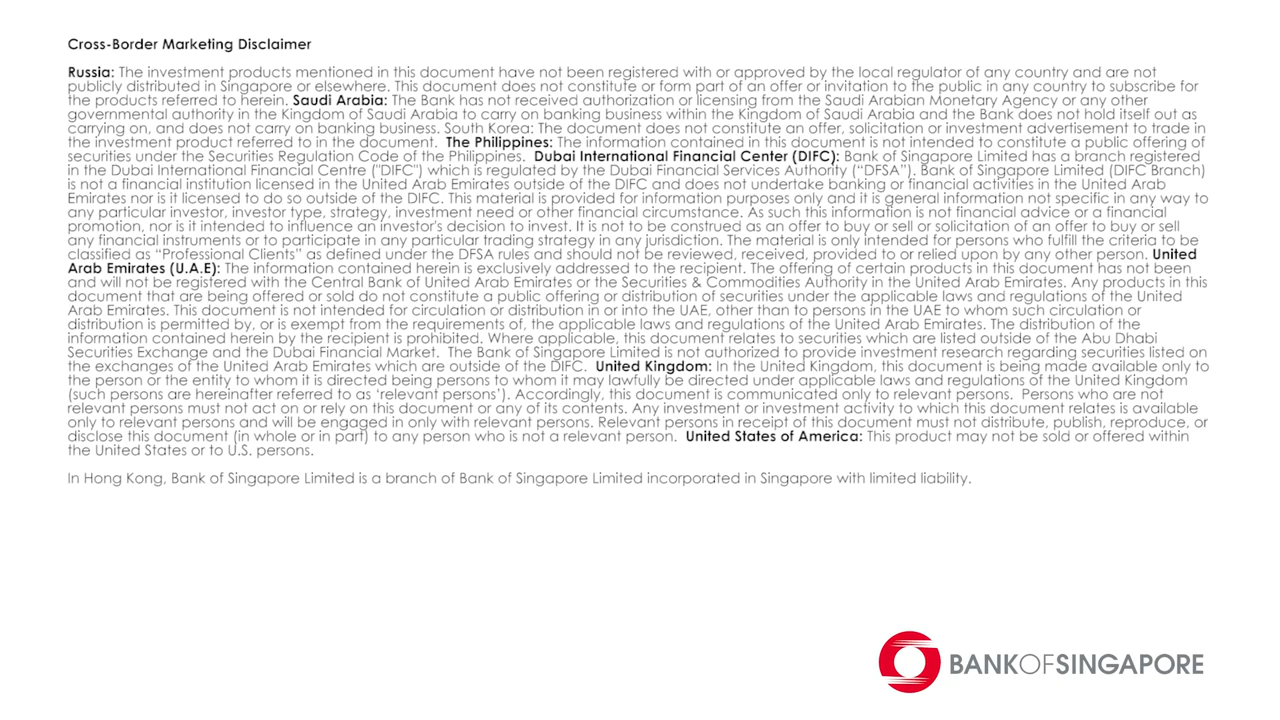 Cross-Border Marketing Disclaimer
Russia: The investment products mentioned in this document have not been registered with or approved by the local regulator of any country and are not
publicly distributed in Singapore or elsewhere. This document does not constitute or form part of an offer or invitation to the public in any country to subscribe for
the products referred to herein. Saudi Arabia: The Bank has not received authorization or licensing from the Saudi Arabian Monetary Agency or any other
governmental authority in the Kingdom of Saudi Arabia to carry on banking business within the Kingdom of Saudi Arabia and the Bank does not hold itself out as
carrying on, and does not carry on banking business. South Korea: The document does not constitute an offer, solicitation or investment advertisement to trade in
the investment product referred to in the document. The Philippines: The information contained in this document is not intended to constitute a public offering of
securities under the Securities Regulation Code of the Philippines. Dubai International Financial Center (DIFC): Bank of Singapore Limited has a branch registered
in the Dubai International Financial Centre ("DIFC") which is regulated by the Dubai Financial Services Authority (“DFSA”). Bank of Singapore Limited (DIFC Branch)
is not a financial institution licensed in the United Arab Emirates outside of the DIFC and does not undertake banking or financial activities in the United Arab
Emirates nor is it licensed to do so outside of the DIFC. This material is provided for information purposes only and it is general information not specific in any way to
any particular investor, investor type, strategy, investment need or other financial circumstance. As such this information is not financial advice or a financial
promotion, nor is it intended to influence an investor's decision to invest. It is not to be construed as an offer to buy or sell or solicitation of an offer to buy or sell
any financial instruments or to participate in any particular trading strategy in any jurisdiction. The material is only intended for persons who fulfill the criteria to be
classified as “Professional Clients” as defined under the DFSA rules and should not be reviewed, received, provided to or relied upon by any other person. United
Arab Emirates (U.A.E): The information contained herein is exclusively addressed to the recipient. The offering of certain products in this document has not been
and will not be registered with the Central Bank of United Arab Emirates or the Securities & Commodities Authority in the United Arab Emirates. Any products in this
document that are being offered or sold do not constitute a public offering or distribution of securities under the applicable laws and regulations of the United
Arab Emirates. This document is not intended for circulation or distribution in or into the UAE, other than to persons in the UAE to whom such circulation or
distribution is permitted by, or is exempt from the requirements of, the applicable laws and regulations of the United Arab Emirates. The distribution of the
information contained herein by the recipient is prohibited. Where applicable, this document relates to securities which are listed outside of the Abu Dhabi
Securities Exchange and the Dubai Financial Market. The Bank of Singapore Limited is not authorized to provide investment research regarding securities listed on
the exchanges of the United Arab Emirates which are outside of the DIFC. United Kingdom: In the United Kingdom, this document is being made available only to
the person or the entity to whom it is directed being persons to whom it may lawfully be directed under applicable laws and regulations of the United Kingdom
(such persons are hereinafter referred to as ‘relevant persons’). Accordingly, this document is communicated only to relevant persons. Persons who are not
relevant persons must not act on or rely on this document or any of its contents. Any investment or investment activity to which this document relates is available
only to relevant persons and will be engaged in only with relevant persons. Relevant persons in receipt of this document must not distribute, publish, reproduce, or
disclose this document (in whole or in part) to any person who is not a relevant person. United States of America: This product may not be sold or offered within
the United States or to U.S. persons.
In Hong Kong, Bank of Singapore Limited is a branch of Bank of Singapore Limited incorporated in Singapore with limited liability.
BANKOFSINGAPORE